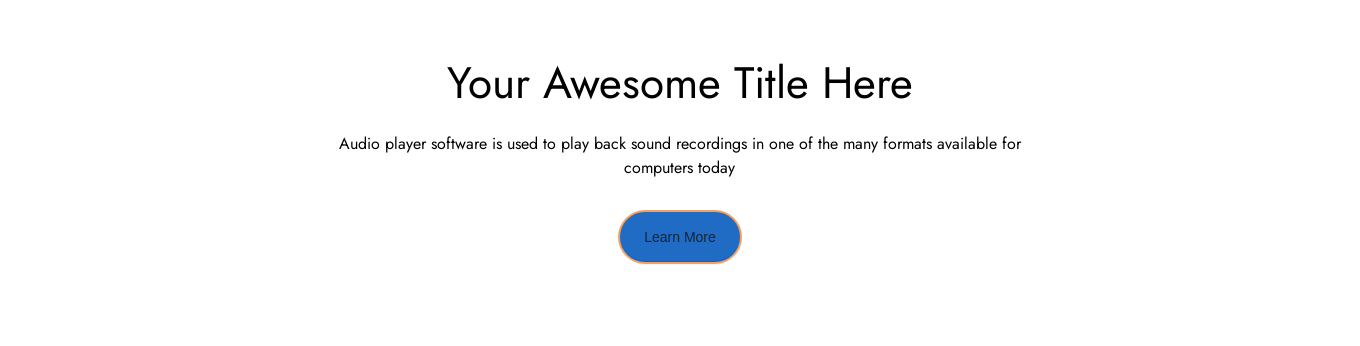 Your Awesome Title Here
Audio player software is used to play back sound recordings in one of the many formats available for
computers today
Learn More